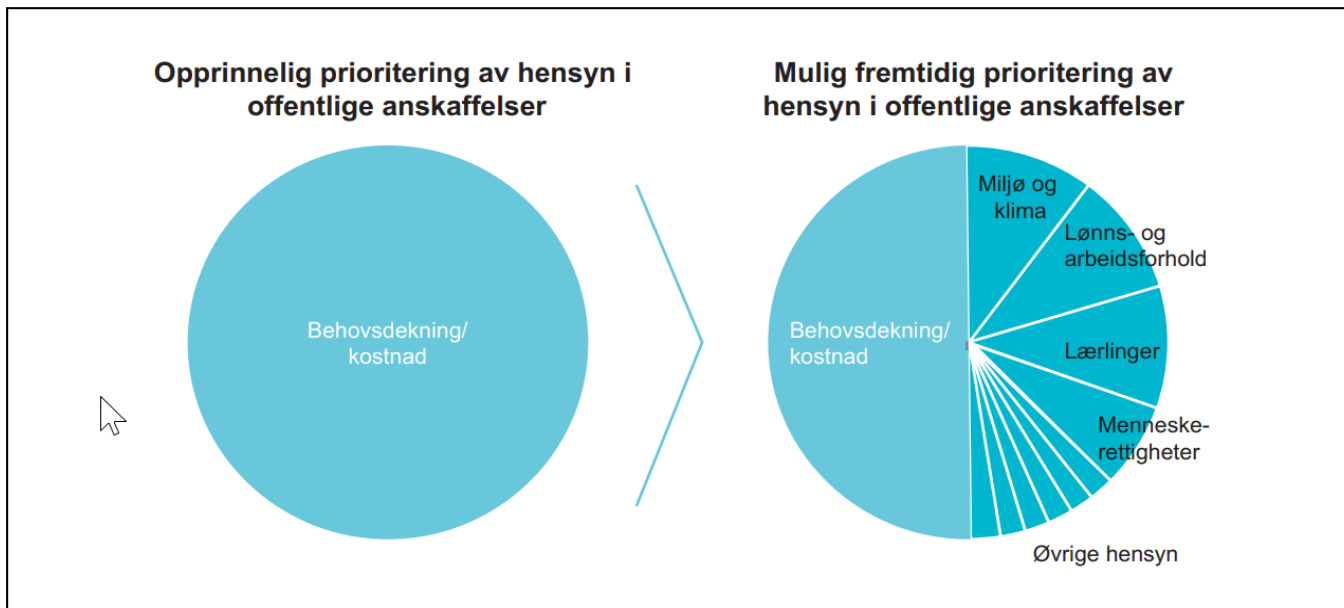 Opprinnelig prioritering av hensyn i
offentlige anskaffelser
Behovsdekning/
kostnad
Mulig fremtidig prioritering av
hensyn i offentlige anskaffelser
Behovsdekning/
kostnad
Miljø og
klima
Lønns- og
arbeidsforhold
Lærlinger
Menneske-
rettigheter
Øvrige hensyn